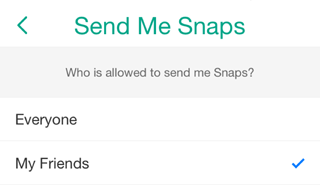 Send Me Snaps
Who is allowed to send me Snaps?
Everyone
My Friends